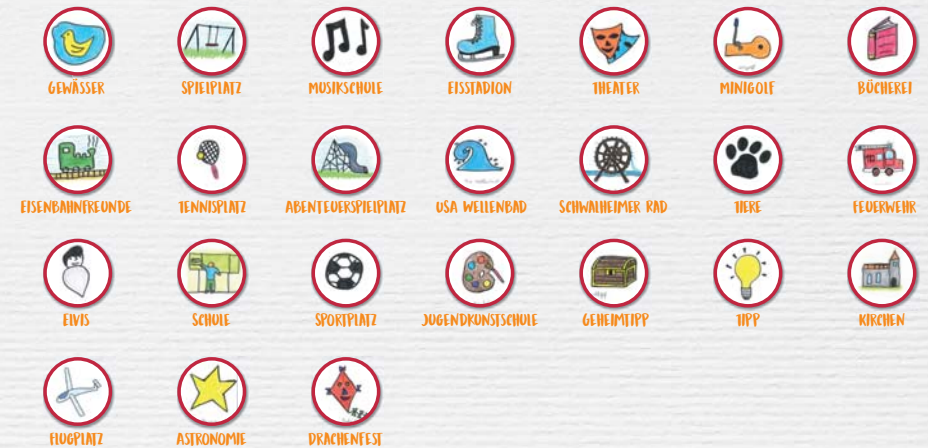 GEWÄSSER
SPIELPLATZ
MUSIKSCHULE
EISSTADION
THEATER
MINIGOLF
BÜCHEREI
EISENBAHNFREUNDE
TENNISPLATZ
ABENTEUERSPIELPLATZ
USA WELLENBAD
SCHWALHEIMER RAD
TIERE
FEUERWEHR
ELVIS
SCHULE
SPORTPLATZ
JUGENDKUNSTSCHULE
GEHEIMTIPP
TIPP
KIRCHEN
FLUGPLATZ
ASTRONOMIE
DRACHENFEST